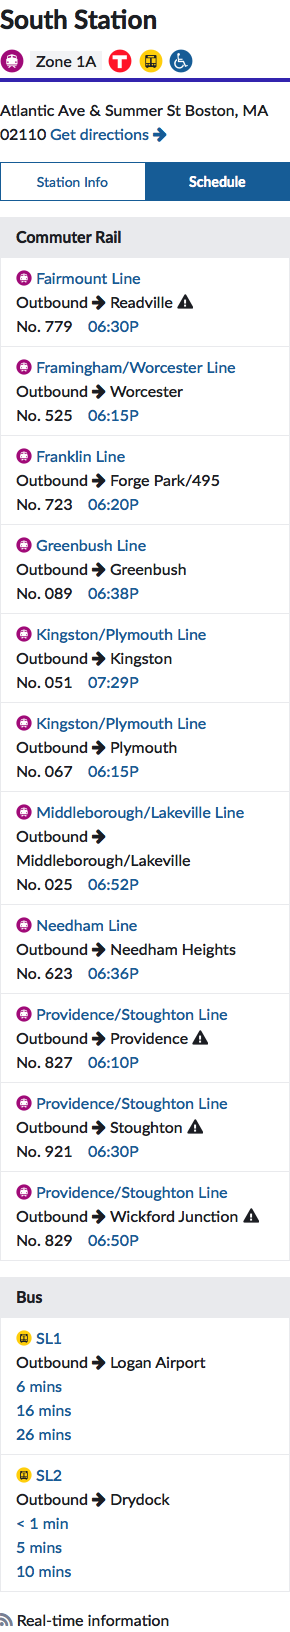 South Station
Zone 1A
Atlantic Ave & Summer St Boston, MA
02110 Get directions
Station Info Schedule
Commuter Rail
Fairmount Line
Outbound Readville
No. 779 06:30P
Framingham/Worcester Line
Outbound Worcester
No. 525 06:15P
Franklin Line
Outbound Forge Park/495
No. 723 06:20P
Greenbush Line
Outbound Greenbush
No. 089 06:38P
Kingston/Plymouth Line
Outbound Kingston
No. 051 07:29P
Kingston/Plymouth Line
Outbound Plymouth
No. 067 06:15P
Middleborough/Lakeville Line
Outbound
Middleborough/Lakeville
No. 025 06:52P
Needham Line
Outbound Needham Heights
No. 623 06:36P
Providence/Stoughton Line
Outbound Providence
No. 827 06:10P
Providence/Stoughton Line
Outbound Stoughton
No. 921 06:30P
Providence/Stoughton Line
Outbound Wickford Junction
No. 829 06:50P
Bus
SL1
Outbound Logan Airport
6 mins
16 mins
26 mins
SL2
Outbound Drydock
< 1 min
5 mins
10 mins
Real-time information